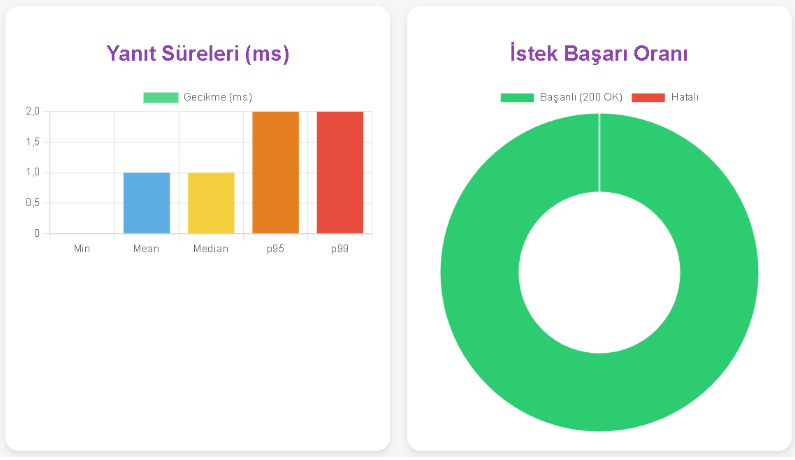 Yanıt Süreleri (ms)
Gecikme (ms)
2,0
1,5
1,0
0,5
0
Min
Mean
Median
p95
p99
İstek Başarı Oranı
Başarılı (200 OK)
Hatalı